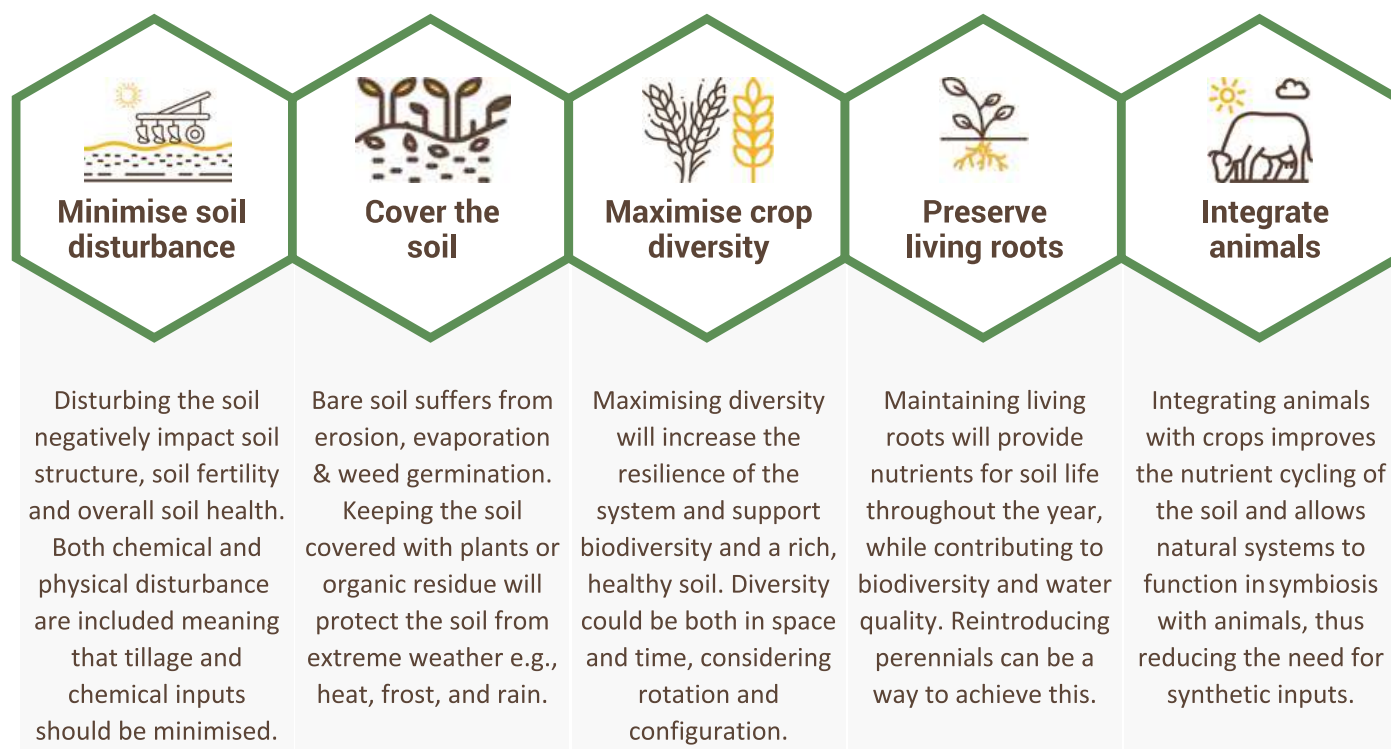 Minimise soil
disturbance
Disturbing the soil
negatively impact soil
structure, soil fertility
and overall soil health.
Both chemical and
physical disturbance
are included meaning
that tillage and
chemical inputs
should be minimised.
Cover the
soil
Bare soil suffers from
erosion, evaporation
& weed germination.
Keeping the soil
covered with plants or
organic residue will
protect the soil from
extreme weather e.g.,
heat, frost, and rain.
Maximise crop
diversity
Maximising diversity
will increase the
resilience of the
system and support
biodiversity and a rich,
healthy soil. Diversity
could be both in space
and time, considering
rotation and
configuration.
Preserve
living roots
Maintaining living
roots will provide
nutrients for soil life
throughout the year,
while contributing to
biodiversity and water
quality. Reintroducing
perennials can be a
way to achieve this.
Integrate
animals
Integrating animals
with crops improves
the nutrient cycling of
the soil and allows
natural systems to
function in symbiosis
with animals, thus
reducing the need for
synthetic inputs.